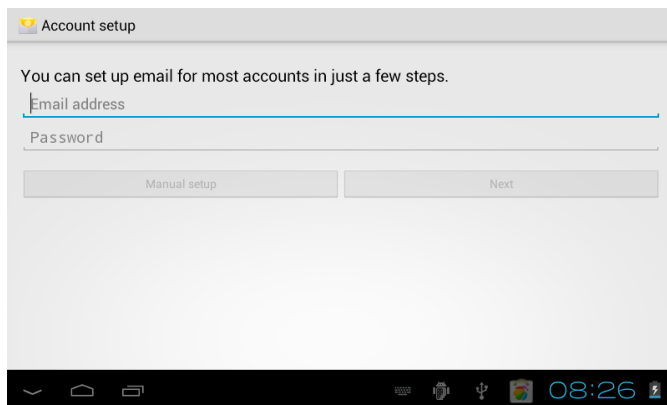 Account setup
You can set up email for most accounts in just a few steps.
Email address
Password
Manual setup Next
08:26